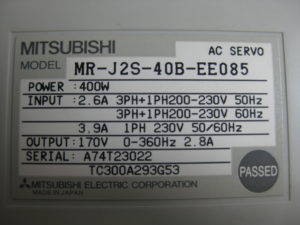 MITSUBISHI AC SERVO
MODEL MR-J2S-40B-EE085
POWER : 400W
INPUT : 2.6A 3PH+1PH200-230V 50Hz
3PH+1PH200-230V 60Hz
3.9A 1PH 230V 50/60Hz
OUTPUT: 170V 0-360Hz 2.8A
SERIAL: A74T23022
TC300A293G53
PASSED
MITSUBISHI ELECTRIC CORPORATION
MADE IN JAPAN